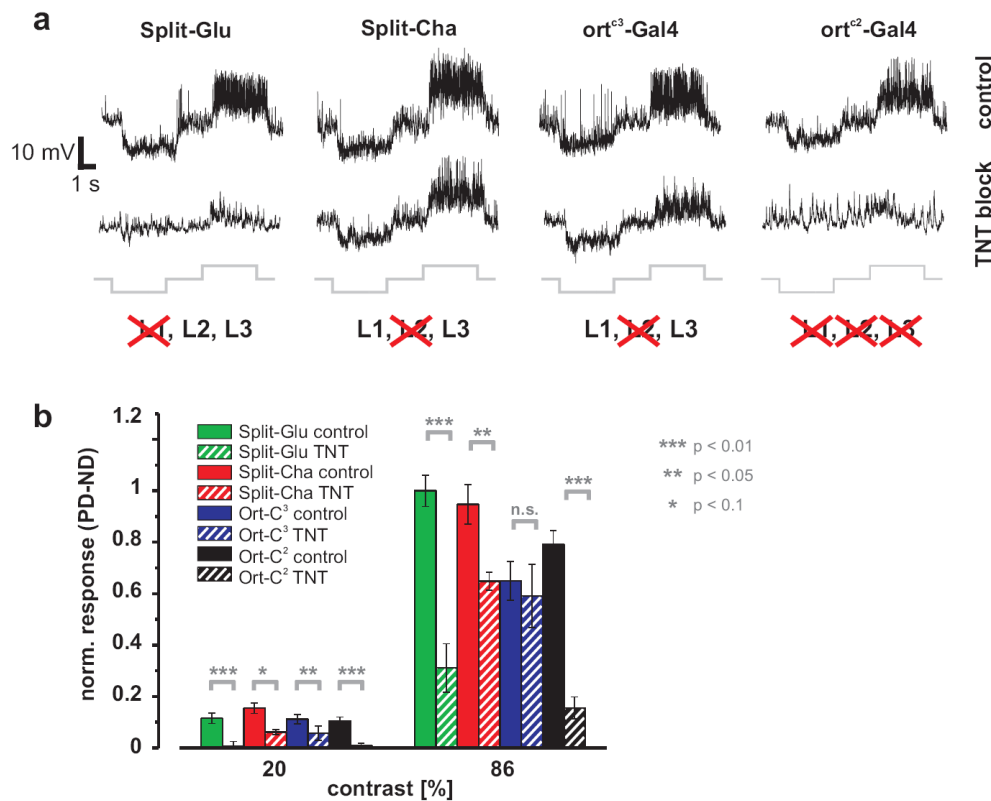 a
Split-Glu
Split-Cha
ort^c3-Gal4
ort^c2-Gal4
control
10 mV
1 s
TNT block
L1, L2, L3
L1, L2, L3
L1, L2, L3
L1, L2, L3
b
norm. response (PD-ND)
1.2
1
0.8
0.6
0.4
0.2
0
Split-Glu control
Split-Glu TNT
Split-Cha control
Split-Cha TNT
Ort-C³ control
Ort-C³ TNT
Ort-C² control
Ort-C² TNT
*** * ** ***
*** ** n.s. ***
*** p < 0.01
** p < 0.05
* p < 0.1
20
86
contrast [%]